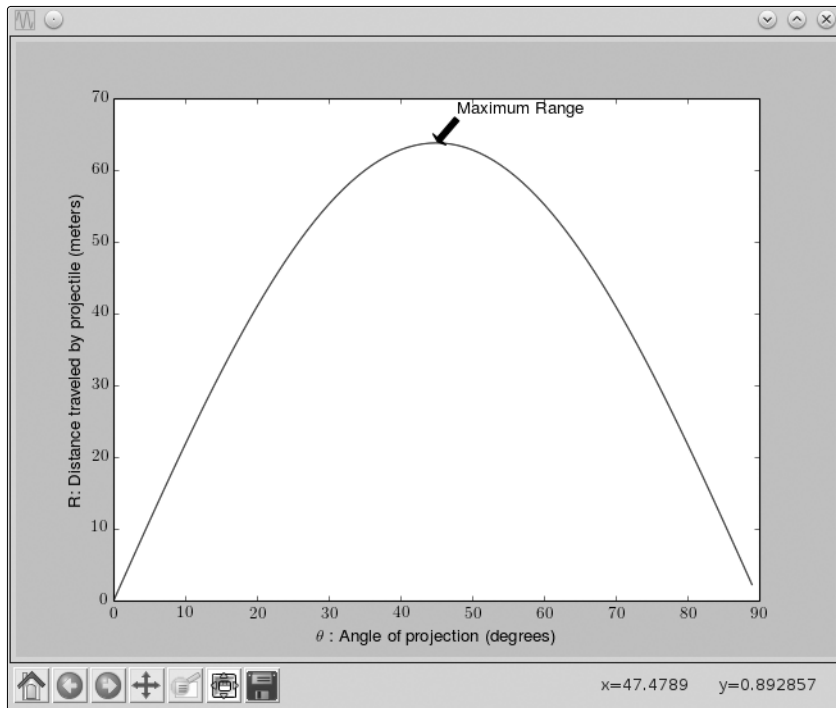 Maximum Range
70
60
50
40
30
20
10
0
R: Distance traveled by projectile (meters)
0 10 20 30 40 50 60 70 80 90
θ : Angle of projection (degrees)
x=47.4789 y=0.892857